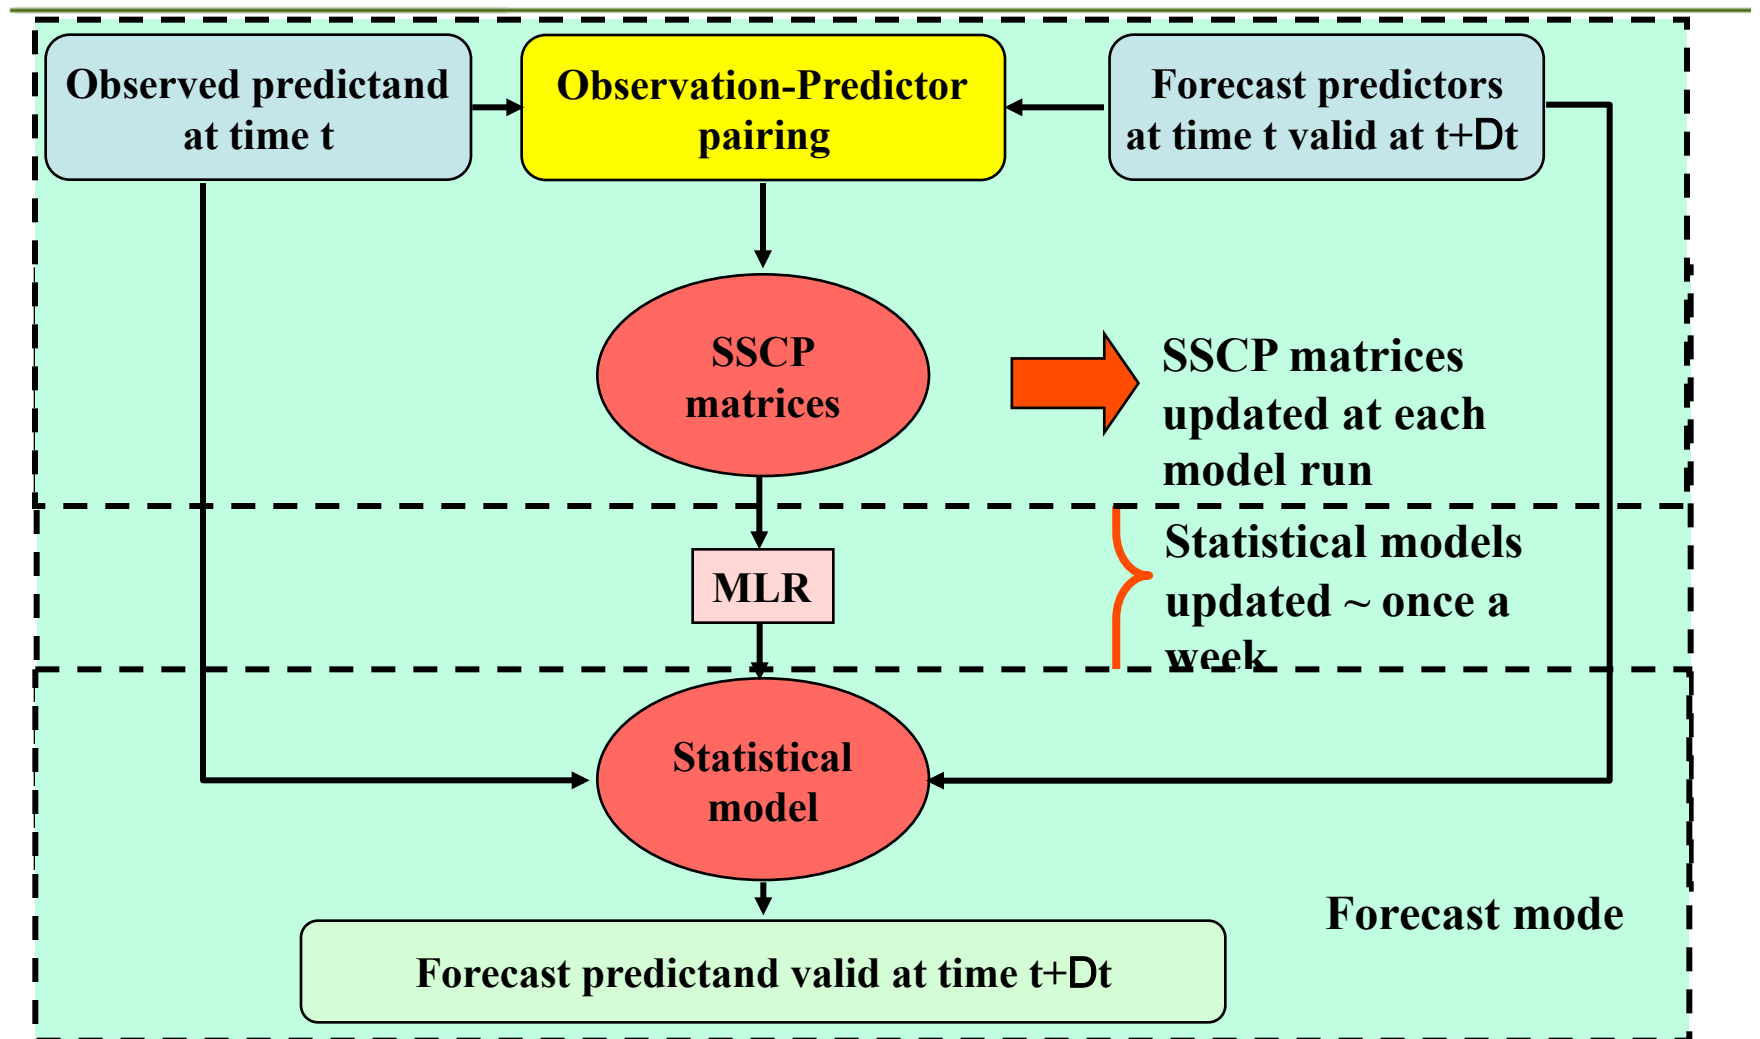 Observed predictand
at time t
Observation-Predictor
pairing
Forecast predictors
at time t valid at t+Dt
SSCP
matrices
SSCP matrices
updated at each
model run
MLR
Statistical models
updated ~ once a
week
Statistical
model
Forecast mode
Forecast predictand valid at time t+Dt